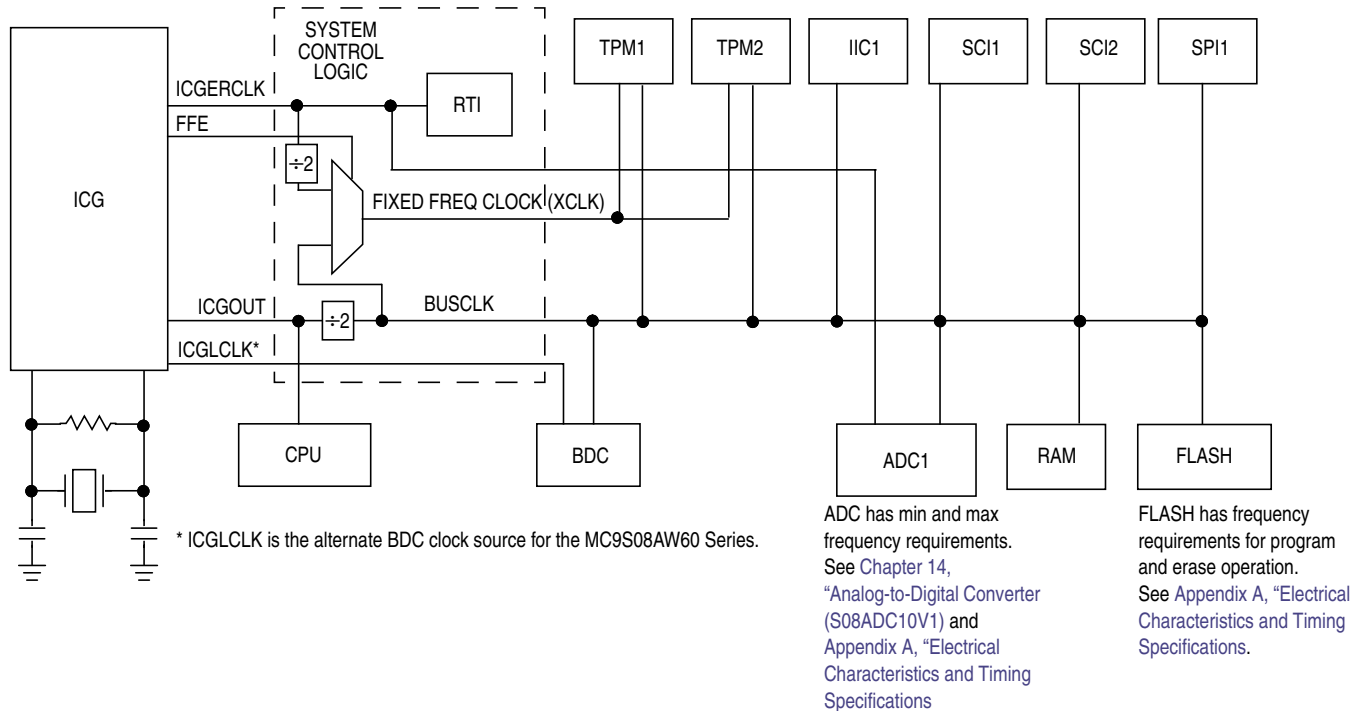 SYSTEM
CONTROL
LOGIC
TPM1
TPM2
IIC1
SCI1
SCI2
SPI1
ICGERCLK
RTI
FFE
÷2
ICG
FIXED FREQ CLOCK (XCLK)
ICGOUT
÷2
BUSCLK
ICGLCLK*
CPU
BDC
ADC1
RAM
FLASH
* ICGLCLK is the alternate BDC clock source for the MC9S08AW60 Series.
ADC has min and max
frequency requirements.
See Chapter 14,
“Analog-to-Digital Converter
(S08ADC10V1) and
Appendix A, “Electrical
Characteristics and Timing
Specifications
FLASH has frequency
requirements for program
and erase operation.
See Appendix A, “Electrical
Characteristics and Timing
Specifications.